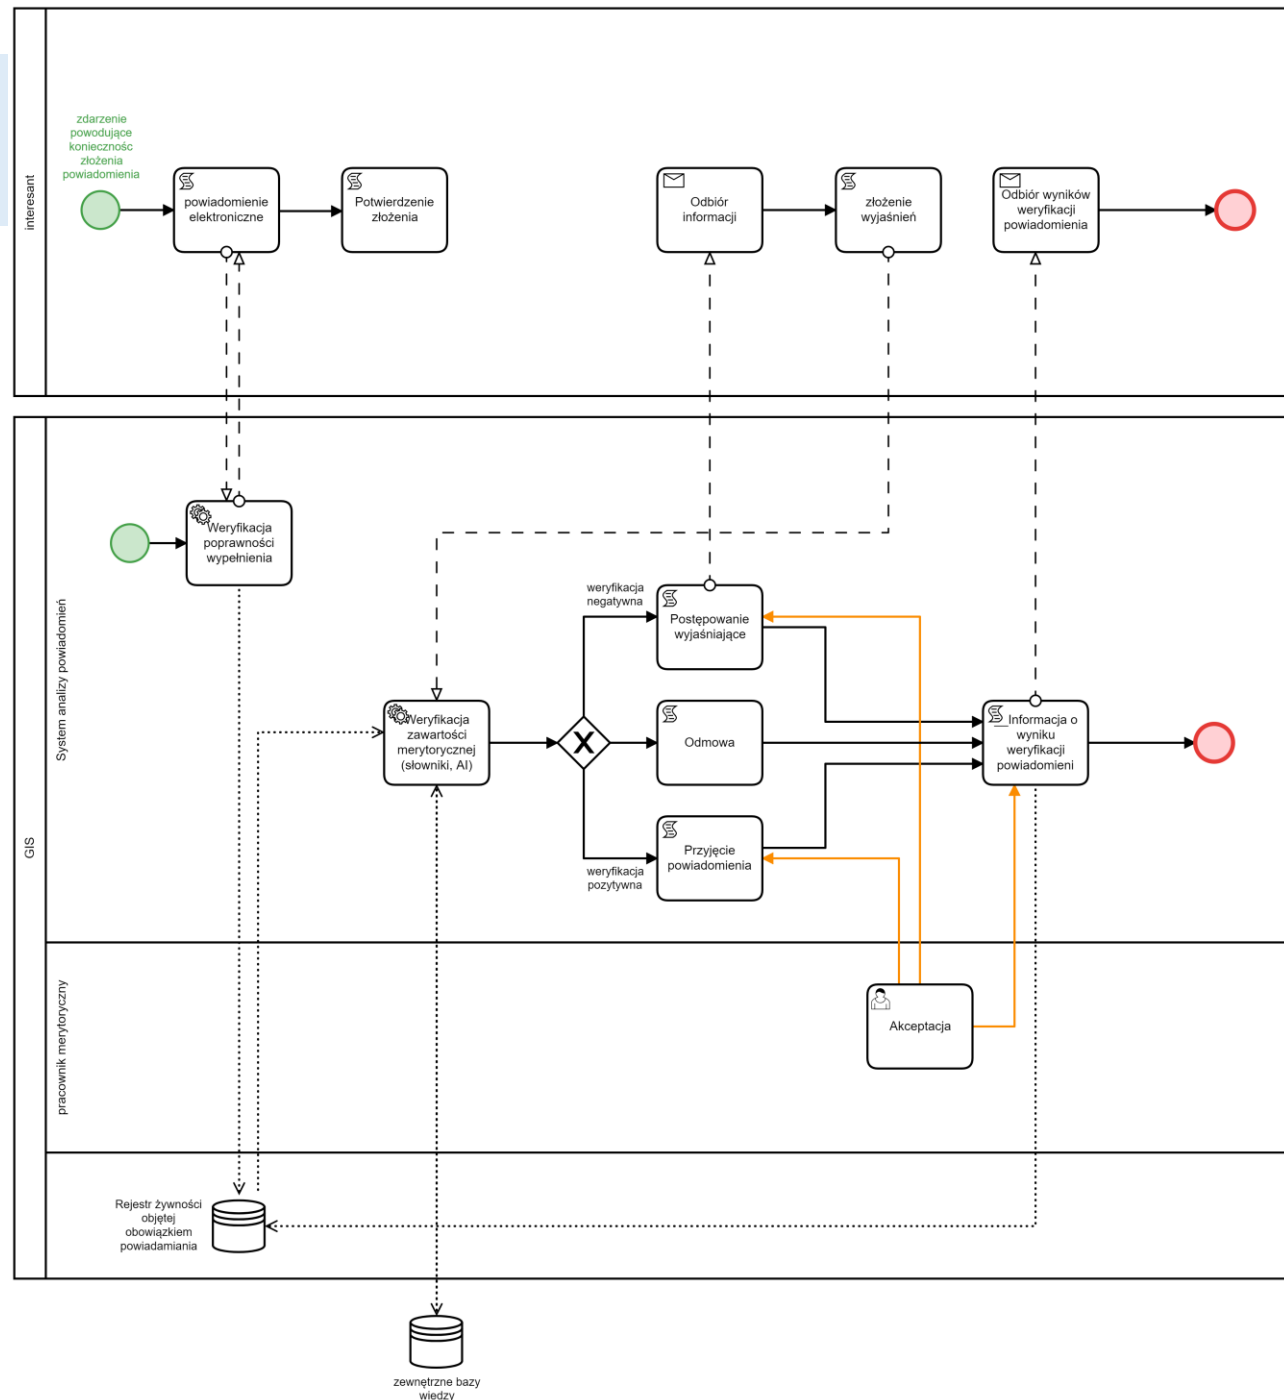 zdarzenie
powodujące
koniecznośc
złożenia
powiadomienia
interesant
powiadomienie
elektroniczne
Potwierdzenie
złożenia
Odbiór
informacji
złożenie
wyjaśnień
Odbiór wyników
weryfikacji
powiadomienia
GIS
System analizy powiadomień
Weryfikacja
poprawności
wypełnienia
weryfikacja
negatywna
Postępowanie
wyjaśniające
Weryfikacja
zawartości
merytorycznej
(słowniki, AI)
Odmowa
Informacja o
wyniku
weryfikacji
powiadomieni
Przyjęcie
powiadomienia
weryfikacja
pozytywna
pracownik merytoryczny
Akceptacja
Rejestr żywności
objętej
obowiązkiem
powiadamiania
zewnętrzne bazy
wiedzy